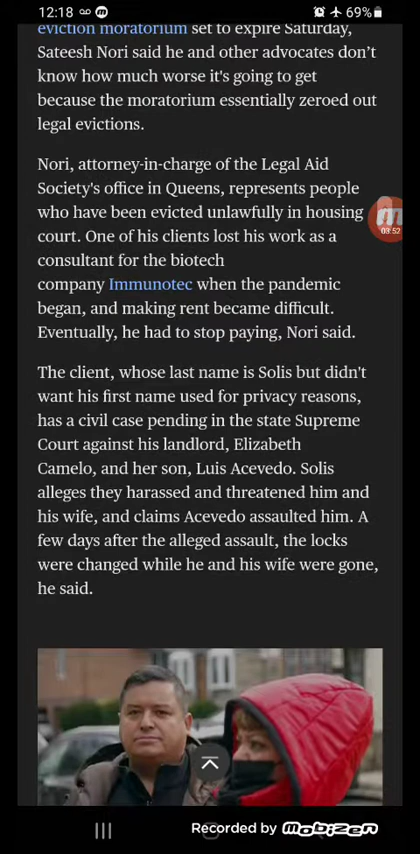 12:18
69%
eviction moratorium set to expire Saturday,
Sateesh Nori said he and other advocates don't
know how much worse it's going to get
because the moratorium essentially zeroed out
legal evictions.
Nori, attorney-in-charge of the Legal Aid
Society's office in Queens, represents people
who have been evicted unlawfully in housing
court. One of his clients lost his work as a
consultant for the biotech
company Immunotec when the pandemic
began, and making rent became difficult.
Eventually, he had to stop paying, Nori said.
The client, whose last name is Solis but didn't
want his first name used for privacy reasons,
has a civil case pending in the state Supreme
Court against his landlord, Elizabeth
Camelo, and her son, Luis Acevedo. Solis
alleges they harassed and threatened him and
his wife, and claims Acevedo assaulted him. A
few days after the alleged assault, the locks
were changed while he and his wife were gone,
he said.
03:52
Recorded by mobizen